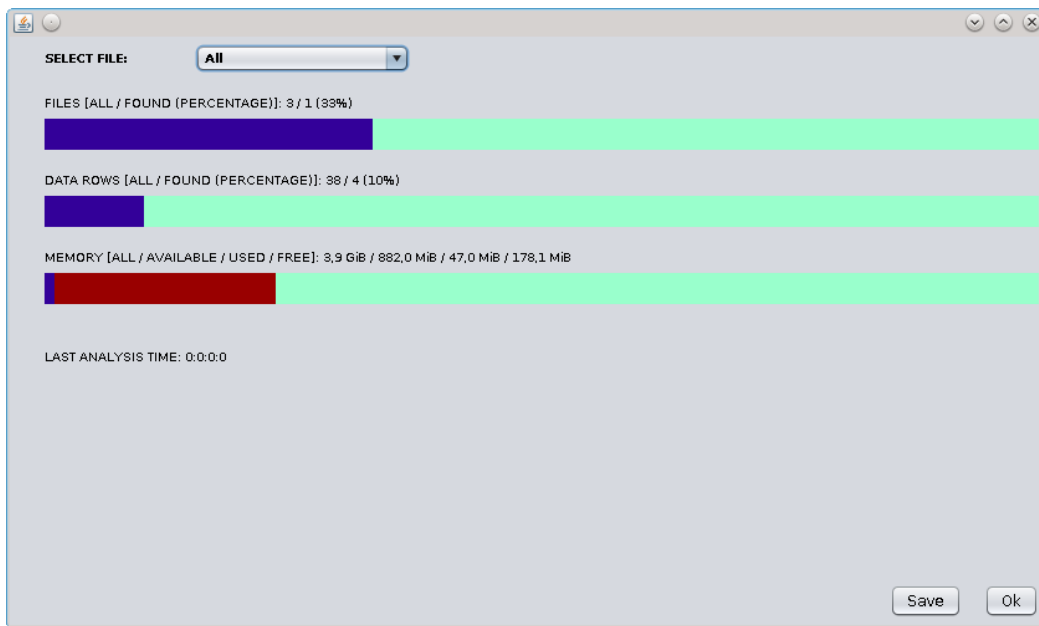 SELECT FILE: All
FILES [ALL / FOUND (PERCENTAGE)]: 3 / 1 (33%)
DATA ROWS [ALL / FOUND (PERCENTAGE)]: 38 / 4 (10%)
MEMORY [ALL / AVAILABLE / USED / FREE]: 3,9 GiB / 882,0 MiB / 47,0 MiB / 178,1 MiB
LAST ANALYSIS TIME: 0:0:0:0
Save Ok